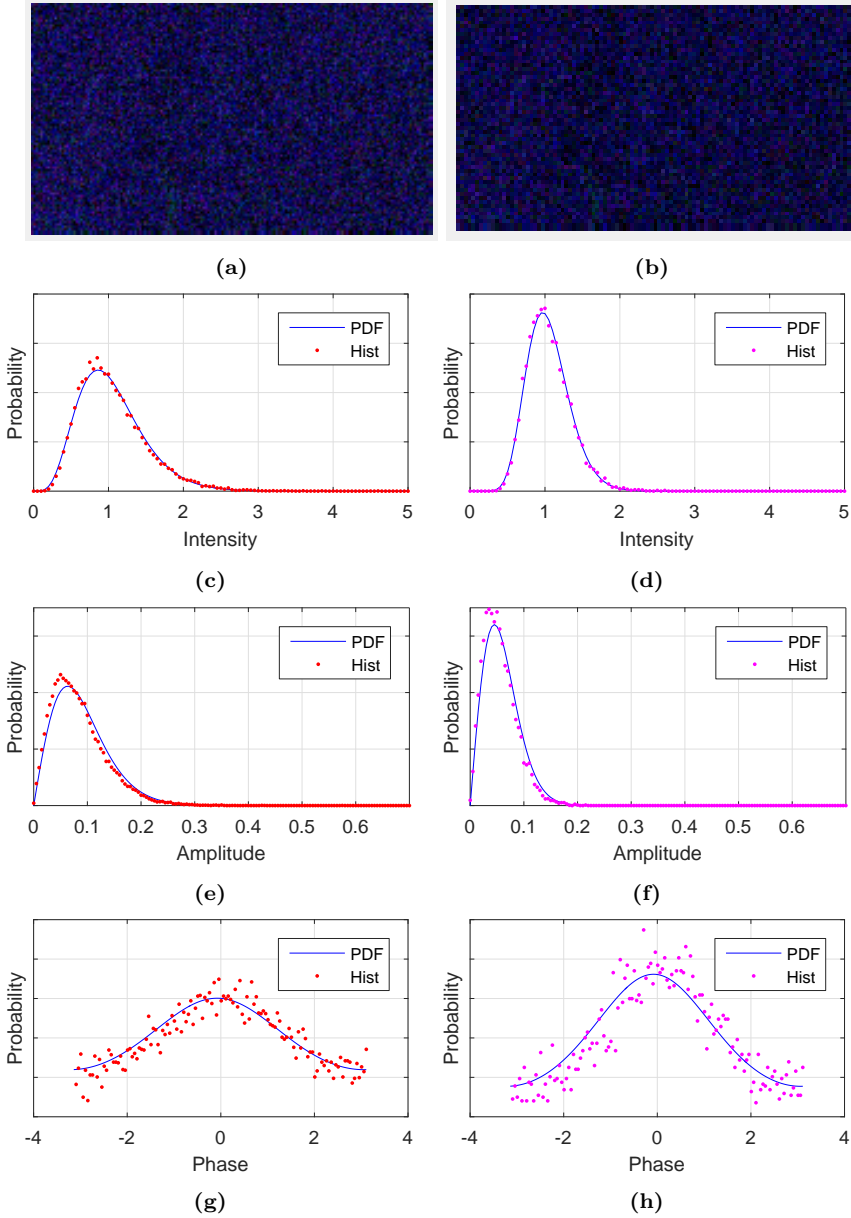 (a)
(b)
Probability
PDF
Hist
0 1 2 3 4 5
Intensity
(c)
Probability
PDF
Hist
0 1 2 3 4 5
Intensity
(d)
Probability
PDF
Hist
0 0.1 0.2 0.3 0.4 0.5 0.6
Amplitude
(e)
Probability
PDF
Hist
0 0.1 0.2 0.3 0.4 0.5 0.6
Amplitude
(f)
Probability
PDF
Hist
-4 -2 0 2 4
Phase
(g)
Probability
PDF
Hist
-4 -2 0 2 4
Phase
(h)